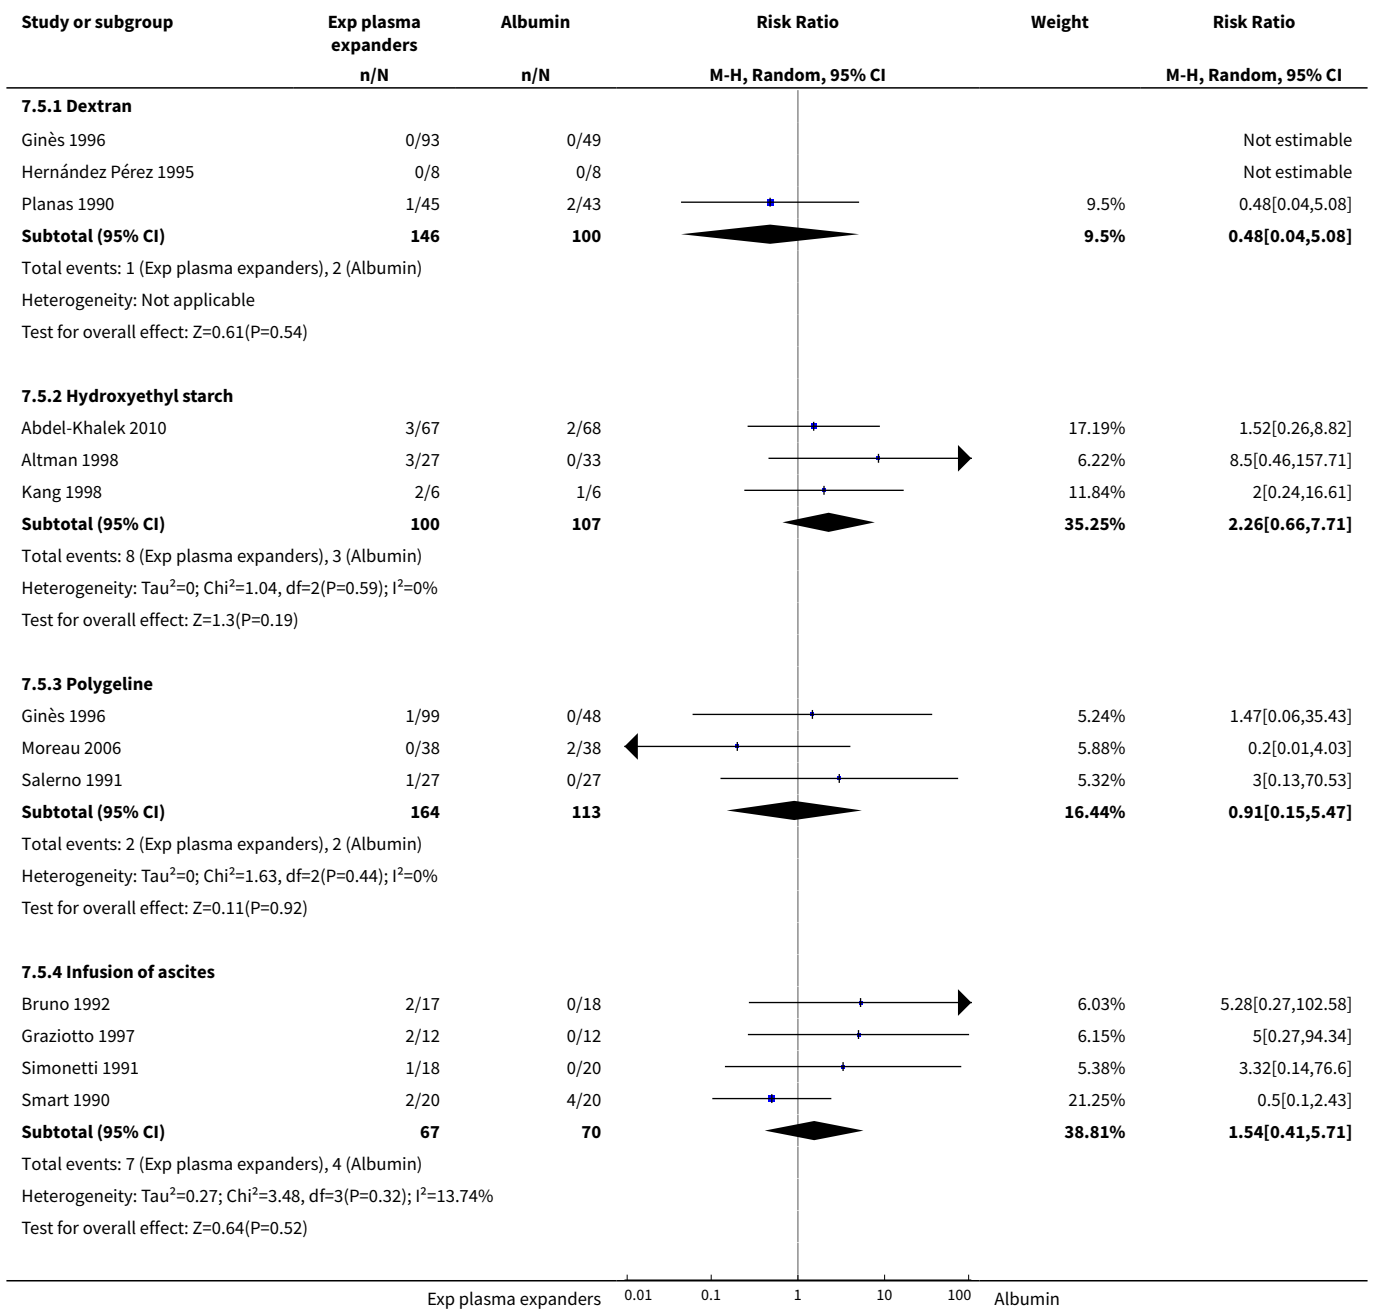 Study or subgroup Exp plasma expanders Albumin Risk Ratio Weight Risk Ratio
n/N n/N M-H, Random, 95% CI M-H, Random, 95% CI
7.5.1 Dextran
Ginès 1996 0/93 0/49 Not estimable
Hernández Pérez 1995 0/8 0/8 Not estimable
Planas 1990 1/45 2/43 9.5% 0.48[0.04,5.08]
Subtotal (95% CI) 146 100 9.5% 0.48[0.04,5.08]
Total events: 1 (Exp plasma expanders), 2 (Albumin)
Heterogeneity: Not applicable
Test for overall effect: Z=0.61(P=0.54)
7.5.2 Hydroxyethyl starch
Abdel-Khalek 2010 3/67 2/68 17.19% 1.52[0.26,8.82]
Altman 1998 3/27 0/33 6.22% 8.5[0.46,157.71]
Kang 1998 2/6 1/6 11.84% 2[0.24,16.61]
Subtotal (95% CI) 100 107 35.25% 2.26[0.66,7.71]
Total events: 8 (Exp plasma expanders), 3 (Albumin)
Heterogeneity: Tau²=0; Chi²=1.04, df=2(P=0.59); I²=0%
Test for overall effect: Z=1.3(P=0.19)
7.5.3 Polygeline
Ginès 1996 1/99 0/48 5.24% 1.47[0.06,35.43]
Moreau 2006 0/38 2/38 5.88% 0.2[0.01,4.03]
Salerno 1991 1/27 0/27 5.32% 3[0.13,70.53]
Subtotal (95% CI) 164 113 16.44% 0.91[0.15,5.47]
Total events: 2 (Exp plasma expanders), 2 (Albumin)
Heterogeneity: Tau²=0; Chi²=1.63, df=2(P=0.44); I²=0%
Test for overall effect: Z=0.11(P=0.92)
7.5.4 Infusion of ascites
Bruno 1992 2/17 0/18 6.03% 5.28[0.27,102.58]
Graziotto 1997 2/12 0/12 6.15% 5[0.27,94.34]
Simonetti 1991 1/18 0/20 5.38% 3.32[0.14,76.6]
Smart 1990 2/20 4/20 21.25% 0.5[0.1,2.43]
Subtotal (95% CI) 67 70 38.81% 1.54[0.41,5.71]
Total events: 7 (Exp plasma expanders), 4 (Albumin)
Heterogeneity: Tau²=0.27; Chi²=3.48, df=3(P=0.32); I²=13.74%
Test for overall effect: Z=0.64(P=0.52)
Exp plasma expanders 0.01 0.1 1 10 100 Albumin